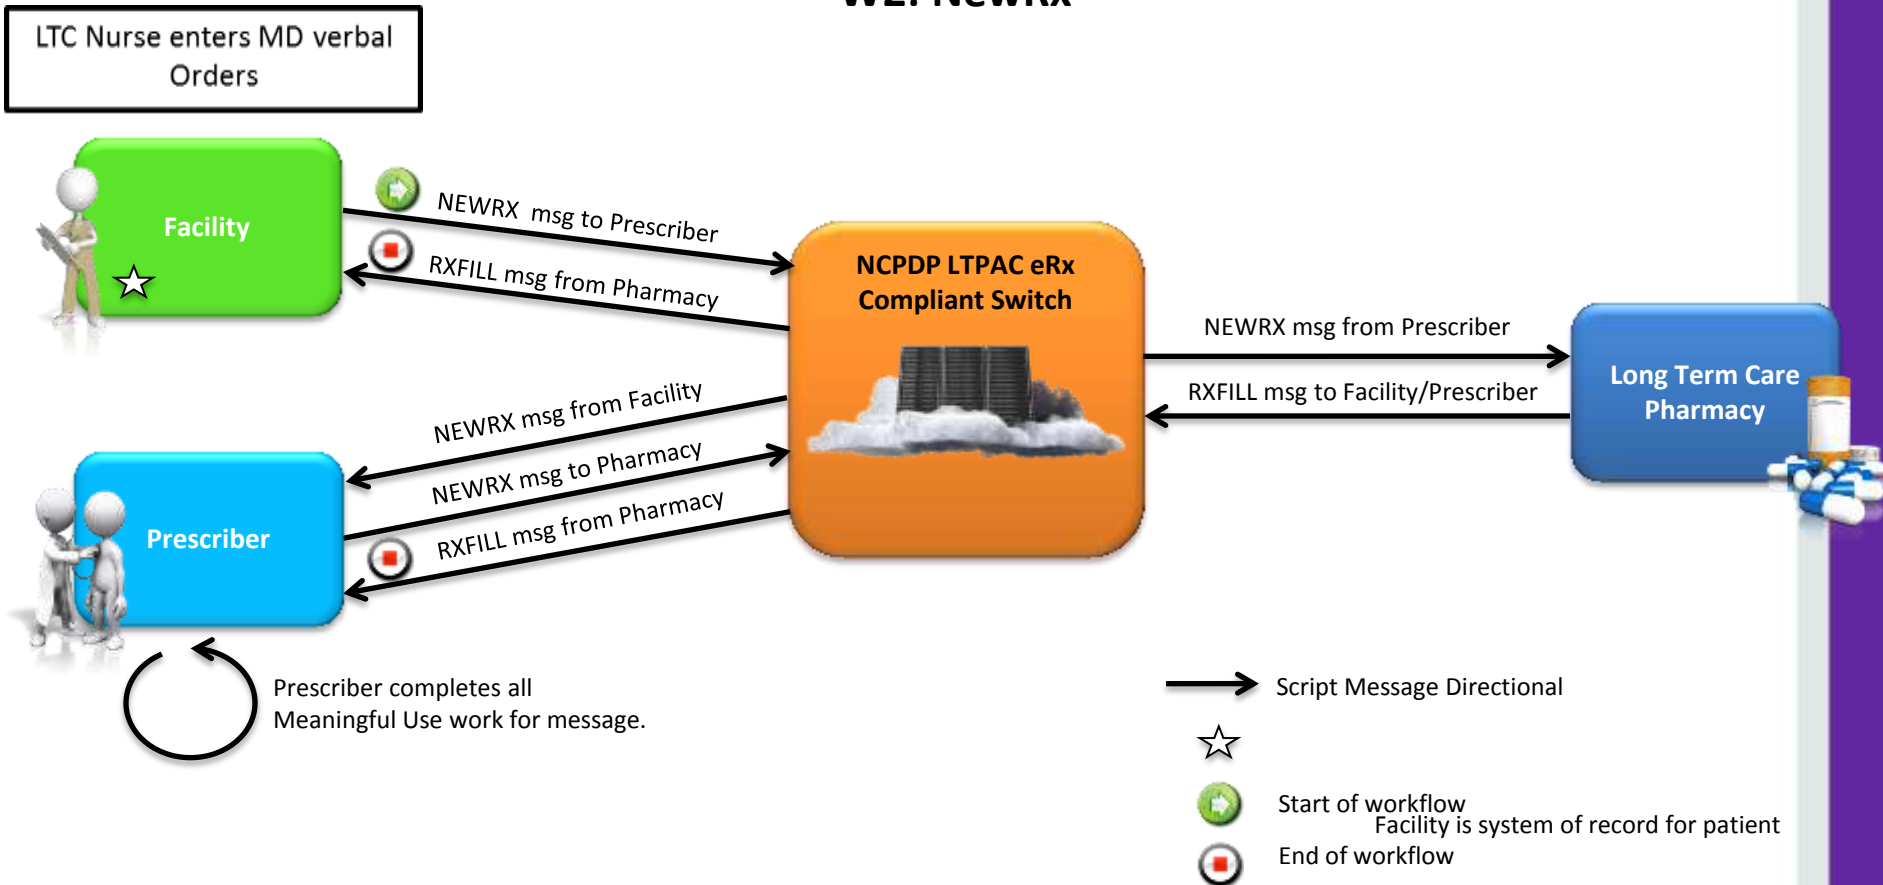 W2: NewRx
LTC Nurse enters MD verbal
Orders
Facility
NEWRX msg to Prescriber
RXFILL msg from Pharmacy
NCPDP LTPAC eRx
Compliant Switch
NEWRX msg from Prescriber
RXFILL msg to Facility/Prescriber
Long Term Care
Pharmacy
NEWRX msg from Facility
NEWRX msg to Pharmacy
RXFILL msg from Pharmacy
Prescriber
Prescriber completes all
Meaningful Use work for message.
Script Message Directional
Start of workflow
Facility is system of record for patient
End of workflow